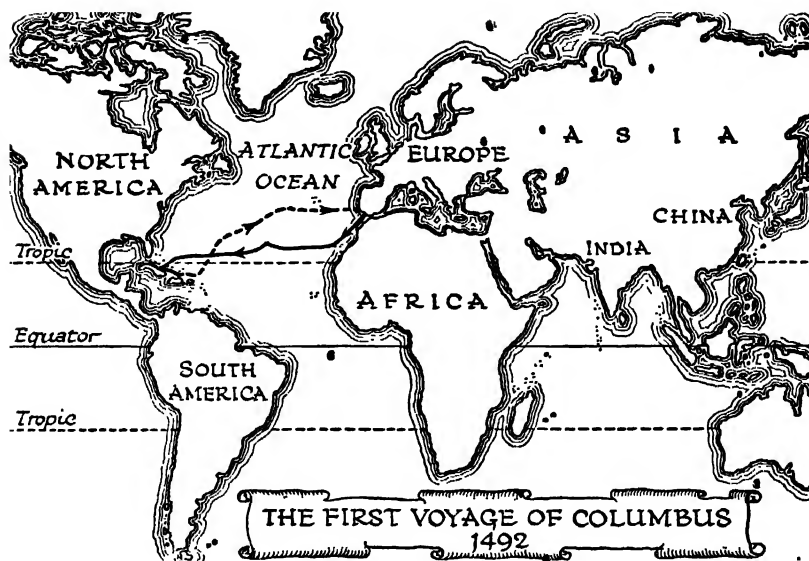 NORTH
AMERICA
ATLANTIC
OCEAN
EUROPE
ASIA
CHINA
INDIA
Tropic
AFRICA
Equator
SOUTH
AMERICA
Tropic
THE FIRST VOYAGE OF COLUMBUS
1492